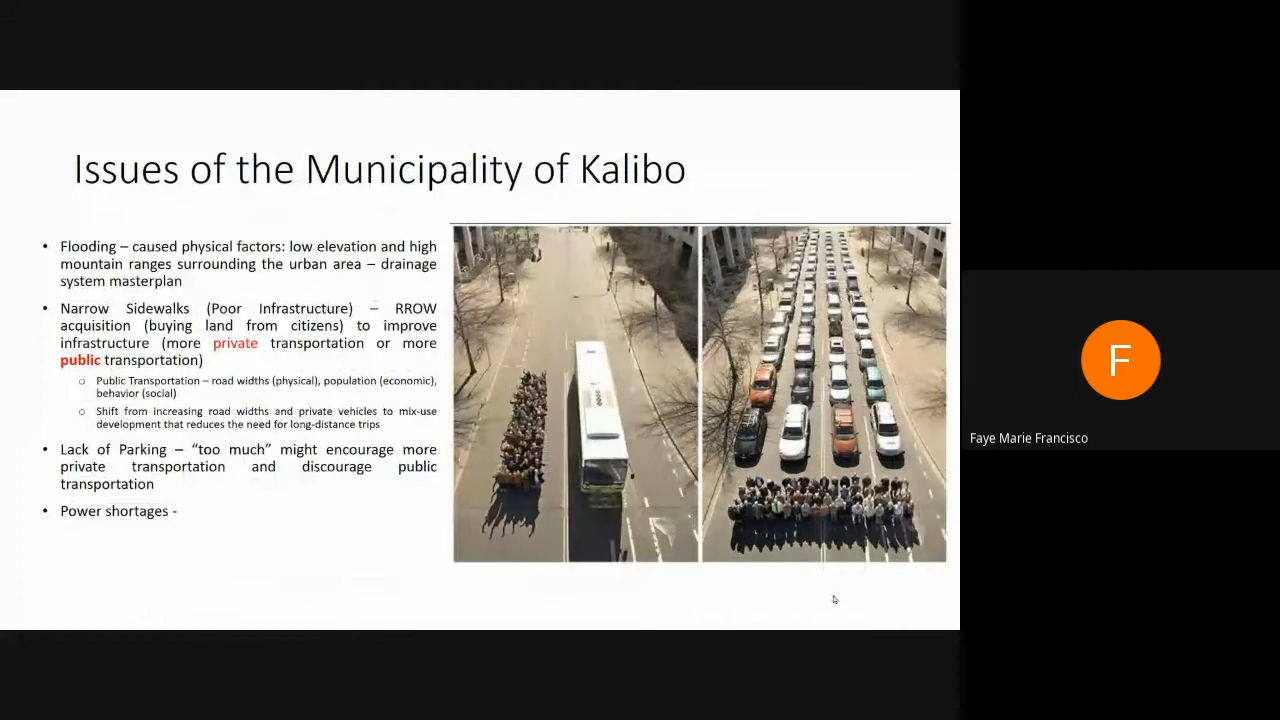 Issues of the Municipality of Kalibo
• Flooding – caused physical factors: low elevation and high
mountain ranges surrounding the urban area – drainage
system masterplan
• Narrow Sidewalks (Poor Infrastructure) – RROW
acquisition (buying land from citizens) to improve
infrastructure (more private transportation or more
public transportation)
○ Public Transportation – road widths (physical), population (economic),
behavior (social)
○ Shift from increasing road widths and private vehicles to mix-use
development that reduces the need for long-distance trips
• Lack of Parking – “too much” might encourage more
private transportation and discourage public
transportation
• Power shortages -
F
Faye Marie Francisco